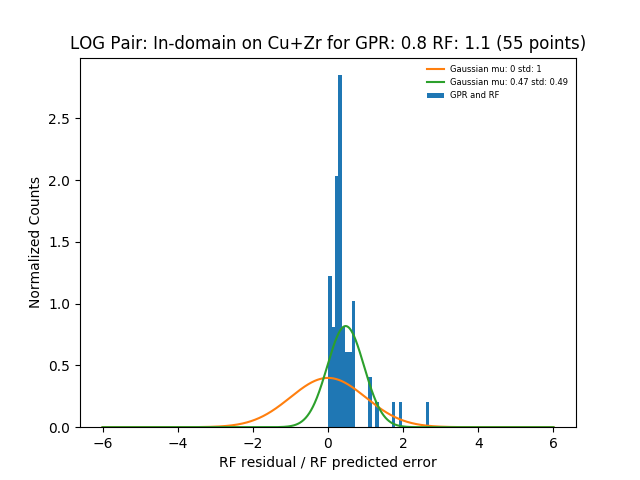 LOG Pair: In-domain on Cu+Zr for GPR: 0.8 RF: 1.1 (55 points)
Gaussian mu: 0 std: 1
Gaussian mu: 0.47 std: 0.49
GPR and RF
Normalized Counts
2.5
2.0
1.5
1.0
0.5
0.0
−6 −4 −2 0 2 4 6
RF residual / RF predicted error